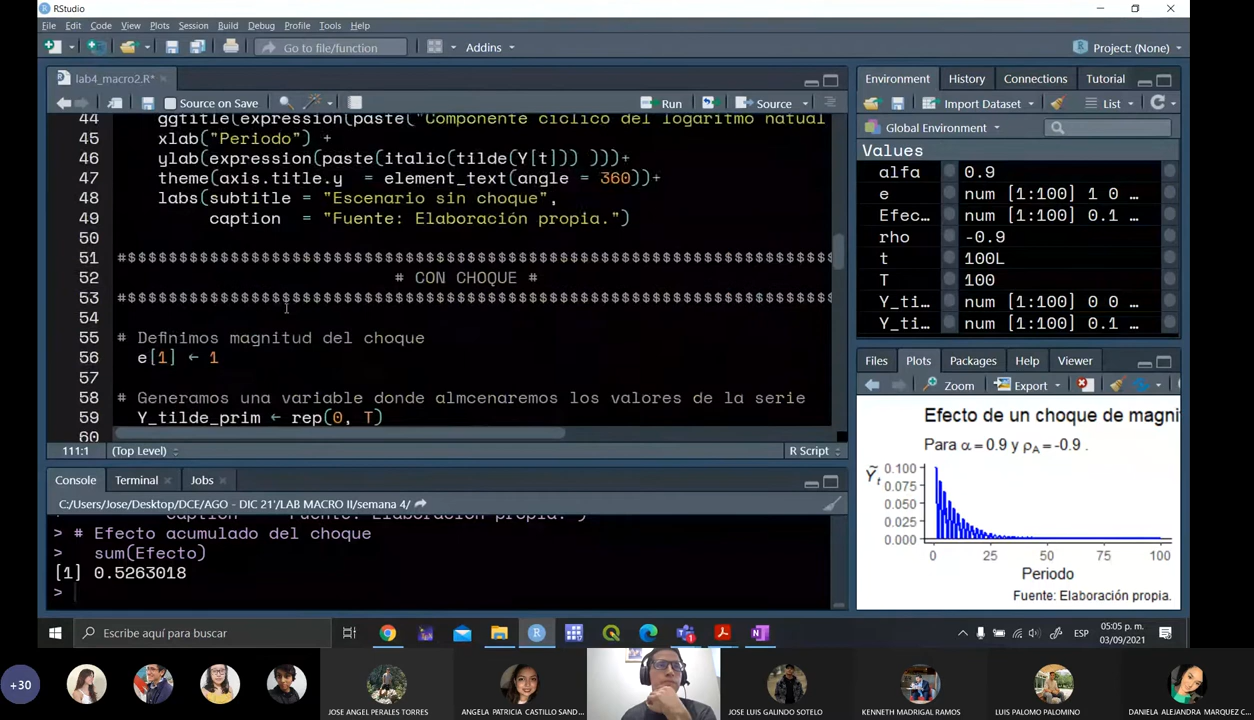 RStudio
File Edit Code View Plots Session Build Debug Profile Tools Help
Go to file/function
Addins
Project: (None)
lab4_macro2.R*
Source on Save
Run
Source
44 ggtitle(expression(paste("Componente cíclico del logaritmo natual
45 xlab("Periodo") +
46 ylab(expression(paste(italic(tilde(Y[t])) )))+
47 theme(axis.title.y = element_text(angle = 360))+
48 labs(subtitle = "Escenario sin choque",
49 caption = "Fuente: Elaboración propia.")
50
51 #$$$$$$$$$$$$$$$$$$$$$$$$$$$$$$$$$$$$$$$$$$$$$$$$$$$$$$$$$$$$$$$$$$$$$
52 # CON CHOQUE #
53 #$$$$$$$$$$$$$$$$$$$$$$$$$$$$$$$$$$$$$$$$$$$$$$$$$$$$$$$$$$$$$$$$$$$$$
54
55 # Definimos magnitud del choque
56 e[1] ← 1
57
58 # Generamos una variable donde almcenaremos los valores de la serie
59 Y_tilde_prim ← rep(0, T)
60
111:1 (Top Level) R Script
Console Terminal Jobs
C:/Users/Jose/Desktop/DCE/AGO - DIC 21'/LAB MACRO II/semana 4/
> # Efecto acumulado del choque
> sum(Efecto)
[1] 0.5263018
>
Environment History Connections Tutorial
Import Dataset List
Global Environment
Values
alfa 0.9
e num [1:100] 1 0 …
Efec… num [1:100] 0.1 …
rho -0.9
t 100L
T 100
Y_ti… num [1:100] 0 0 …
Y_ti… num [1:100] 0.1 …
Files Plots Packages Help Viewer
Zoom Export
Efecto de un choque de magni
Para α = 0.9 y ρA = -0.9 .
Ỹt
0.100
0.075
0.050
0.025
0.000
0 25 50 75 100
Periodo
Fuente: Elaboración propia.
Escribe aquí para buscar
ESP
05:05 p. m.
03/09/2021
+30
JOSE ANGEL PERALES TORRES
ANGELA PATRICIA CASTILLO SAND...
JOSE LUIS GALINDO SOTELO
KENNETH MADRIGAL RAMOS
LUIS PALOMO PALOMINO
DANIELA ALEJANDRA MARQUEZ C...